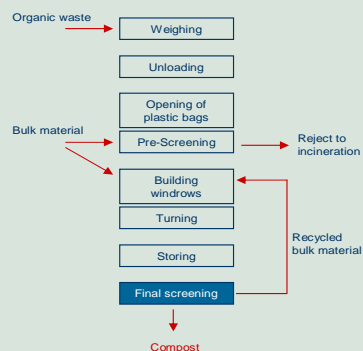 Organic waste
Weighing
Unloading
Opening of
plastic bags
Bulk material
Pre-Screening
Reject to
incineration
Building
windrows
Turning
Recycled
bulk material
Storing
Final screening
Compost